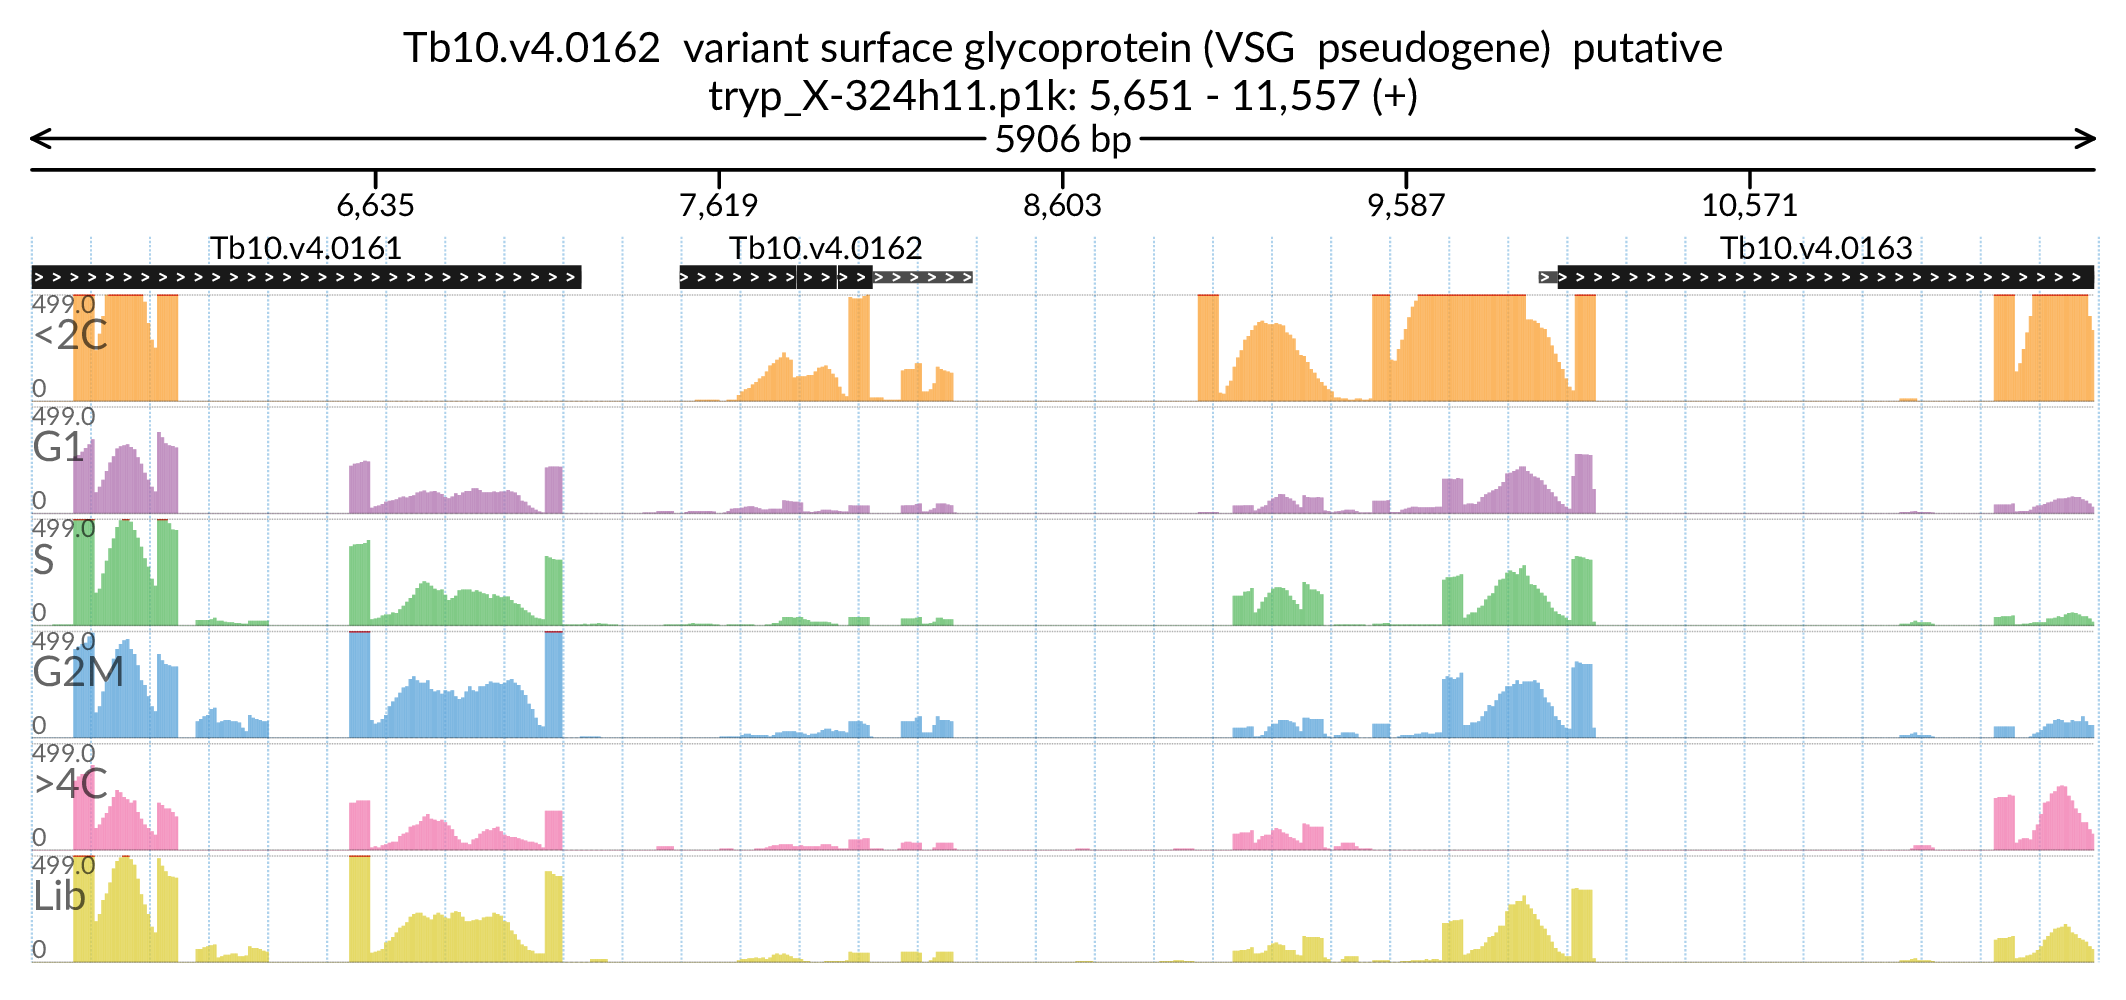 Tb10.v4.0162 variant surface glycoprotein (VSG pseudogene) putative
tryp_X-324h11.p1k: 5,651 - 11,557 (+)
5906 bp
6,635 7,619 8,603 9,587 10,571
Tb10.v4.0161 Tb10.v4.0162 Tb10.v4.0163
499.0
<2C
0
499.0
G1
0
499.0
S
0
499.0
G2M
0
499.0
>4C
0
499.0
Lib
0